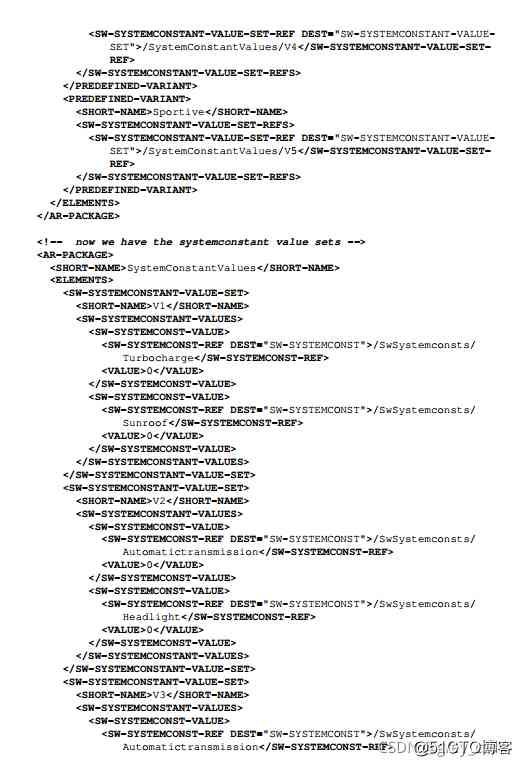 <SW-SYSTEMCONSTANT-VALUE-SET-REF DEST="SW-SYSTEMCONSTANT-VALUE-
SET">/SystemConstantValues/V4</SW-SYSTEMCONSTANT-VALUE-SET-
REF>
</SW-SYSTEMCONSTANT-VALUE-SET-REFS>
</PREDEFINED-VARIANT>
<PREDEFINED-VARIANT>
<SHORT-NAME>Sportive</SHORT-NAME>
<SW-SYSTEMCONSTANT-VALUE-SET-REFS>
<SW-SYSTEMCONSTANT-VALUE-SET-REF DEST="SW-SYSTEMCONSTANT-VALUE-
SET">/SystemConstantValues/V5</SW-SYSTEMCONSTANT-VALUE-SET-
REF>
</SW-SYSTEMCONSTANT-VALUE-SET-REFS>
</PREDEFINED-VARIANT>
</ELEMENTS>
</AR-PACKAGE>
<!-- now we have the systemconstant value sets -->
<AR-PACKAGE>
<SHORT-NAME>SystemConstantValues</SHORT-NAME>
<ELEMENTS>
<SW-SYSTEMCONSTANT-VALUE-SET>
<SHORT-NAME>V1</SHORT-NAME>
<SW-SYSTEMCONSTANT-VALUES>
<SW-SYSTEMCONST-VALUE>
<SW-SYSTEMCONST-REF DEST="SW-SYSTEMCONST">/SwSystemconsts/
Turbocharge</SW-SYSTEMCONST-REF>
<VALUE>0</VALUE>
</SW-SYSTEMCONST-VALUE>
<SW-SYSTEMCONST-VALUE>
<SW-SYSTEMCONST-REF DEST="SW-SYSTEMCONST">/SwSystemconsts/
Sunroof</SW-SYSTEMCONST-REF>
<VALUE>0</VALUE>
</SW-SYSTEMCONST-VALUE>
</SW-SYSTEMCONSTANT-VALUES>
</SW-SYSTEMCONSTANT-VALUE-SET>
<SW-SYSTEMCONSTANT-VALUE-SET>
<SHORT-NAME>V2</SHORT-NAME>
<SW-SYSTEMCONSTANT-VALUES>
<SW-SYSTEMCONST-VALUE>
<SW-SYSTEMCONST-REF DEST="SW-SYSTEMCONST">/SwSystemconsts/
Automatictransmission</SW-SYSTEMCONST-REF>
<VALUE>0</VALUE>
</SW-SYSTEMCONST-VALUE>
<SW-SYSTEMCONST-VALUE>
<SW-SYSTEMCONST-REF DEST="SW-SYSTEMCONST">/SwSystemconsts/
Headlight</SW-SYSTEMCONST-REF>
<VALUE>0</VALUE>
</SW-SYSTEMCONST-VALUE>
</SW-SYSTEMCONSTANT-VALUES>
</SW-SYSTEMCONSTANT-VALUE-SET>
<SW-SYSTEMCONSTANT-VALUE-SET>
<SHORT-NAME>V3</SHORT-NAME>
<SW-SYSTEMCONSTANT-VALUES>
<SW-SYSTEMCONST-VALUE>
<SW-SYSTEMCONST-REF DEST="SW-SYSTEMCONST">/SwSystemconsts/
Automatictransmission</SW-SYSTEMCONST-REF>
@51CTO博客